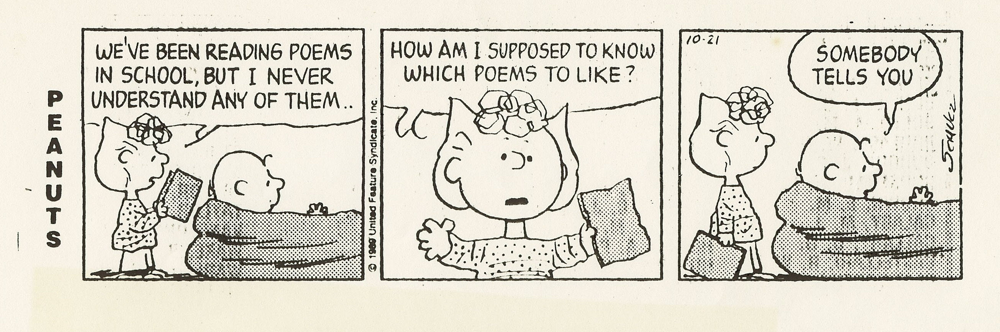 PEANUTS
WE'VE BEEN READING POEMS
IN SCHOOL, BUT I NEVER
UNDERSTAND ANY OF THEM..
© 1989 United Feature Syndicate, Inc.
HOW AM I SUPPOSED TO KNOW
WHICH POEMS TO LIKE?
10-21
SOMEBODY
TELLS YOU
SCHULZ